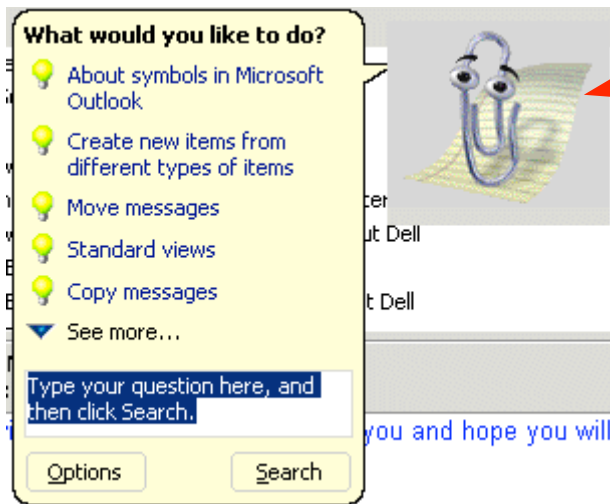 What would you like to do?
About symbols in Microsoft
Outlook
Create new items from
different types of items
Move messages
Standard views
Copy messages
See more...
Type your question here, and
then click Search.
Options
Search
ut Dell
t Dell
you and hope you will